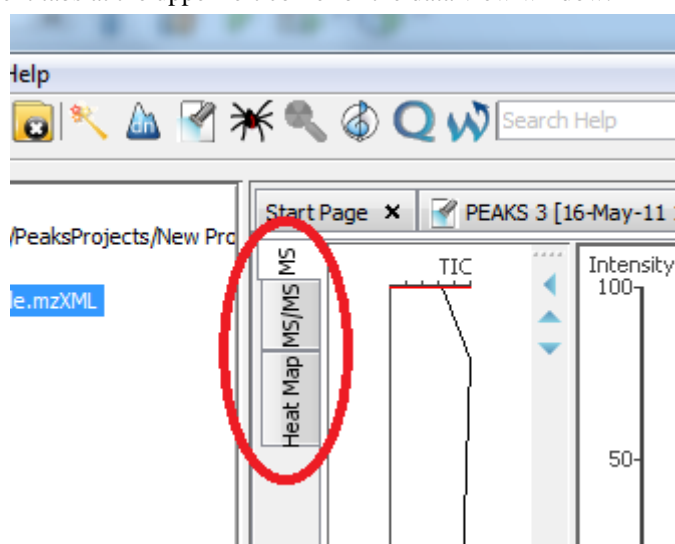 Help
dn
Q
W
Search Help
Start Page
PEAKS 3 [16-May-11
/PeaksProjects/New Pro
MS
TIC
Intensity
100
le.mzXML
MS/MS
Heat Map
50